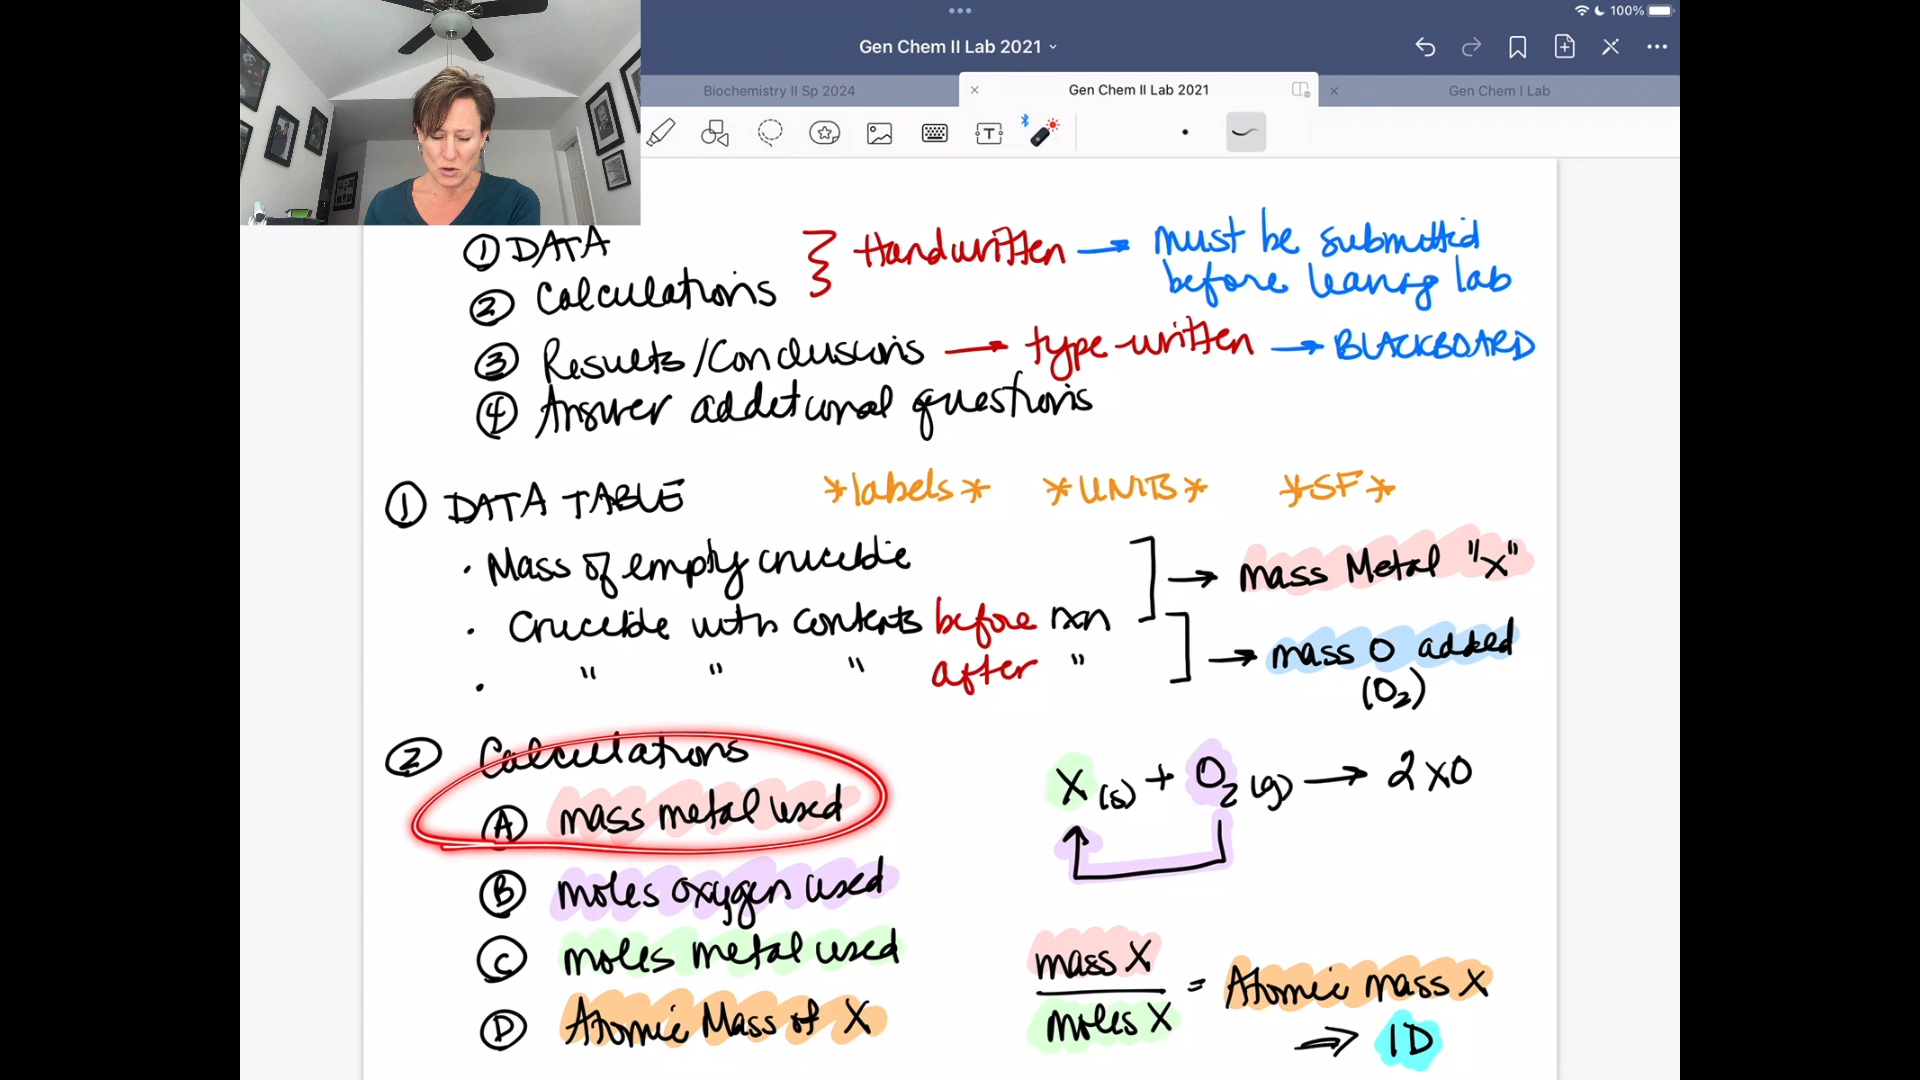 100%
Gen Chem II Lab 2021
Biochemistry II Sp 2024
Gen Chem II Lab 2021
Gen Chem I Lab
T
① DATA
② Calculations
} Handwritten → must be submitted before leaving lab
③ Results/Conclusions → type-written → BLACKBOARD
④ Answer additional questions
① DATA TABLE *labels* *UNITS* *SF*
· Mass of empty crucible
→ mass Metal "X"
· Crucible with contents before rxn
· " " " after "
→ mass O added
(O2)
② Calculations
X(s) + O2(g) → 2XO
Ⓐ mass metal used
Ⓑ moles oxygen used
Ⓒ moles metal used
mass X
moles X
= Atomic mass X
Ⓓ Atomic Mass of X
⇒ ID